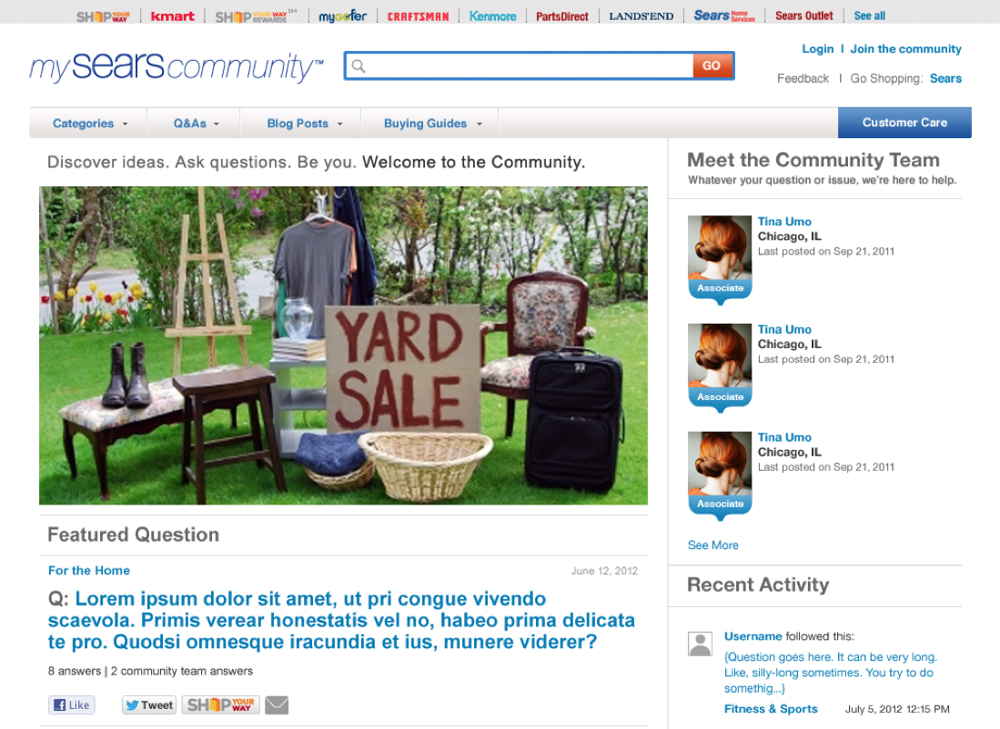 SHOP YOUR WAY kmart SHOP YOUR WAY REWARDS SM mygofer CRAFTSMAN Kenmore PartsDirect LANDS'END Sears Home Services Sears Outlet See all
Login | Join the community
mySEARScommunity™ GO
Feedback | Go Shopping: Sears
Categories Q&As Blog Posts Buying Guides Customer Care
Discover ideas. Ask questions. Be you. Welcome to the Community.
YARD
SALE
Featured Question
For the Home June 12, 2012
Q: Lorem ipsum dolor sit amet, ut pri congue vivendo
scaevola. Primis verear honestatis vel no, habeo prima delicata
te pro. Quodsi omnesque iracundia et ius, munere viderer?
8 answers | 2 community team answers
Like Tweet SHOP YOUR WAY
Meet the Community Team
Whatever your question or issue, we're here to help.
Tina Umo
Chicago, IL
Last posted on Sep 21, 2011
Associate
Tina Umo
Chicago, IL
Last posted on Sep 21, 2011
Associate
Tina Umo
Chicago, IL
Last posted on Sep 21, 2011
Associate
See More
Recent Activity
Username followed this:
{Question goes here. It can be very long.
Like, silly-long sometimes. You try to do
somethig...}
Fitness & Sports July 5, 2012 12:15 PM